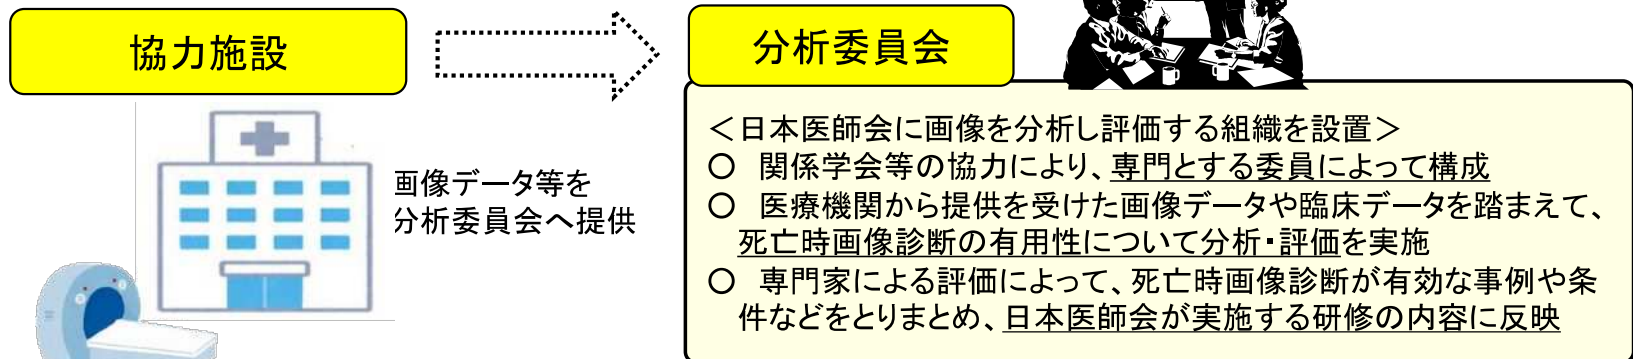 協力施設
分析委員会
画像データ等を
分析委員会へ提供
＜日本医師会に画像を分析し評価する組織を設置＞
○　関係学会等の協力により、専門とする委員によって構成
○　医療機関から提供を受けた画像データや臨床データを踏まえて、
死亡時画像診断の有用性について分析・評価を実施
○　専門家による評価によって、死亡時画像診断が有効な事例や条
件などをとりまとめ、日本医師会が実施する研修の内容に反映